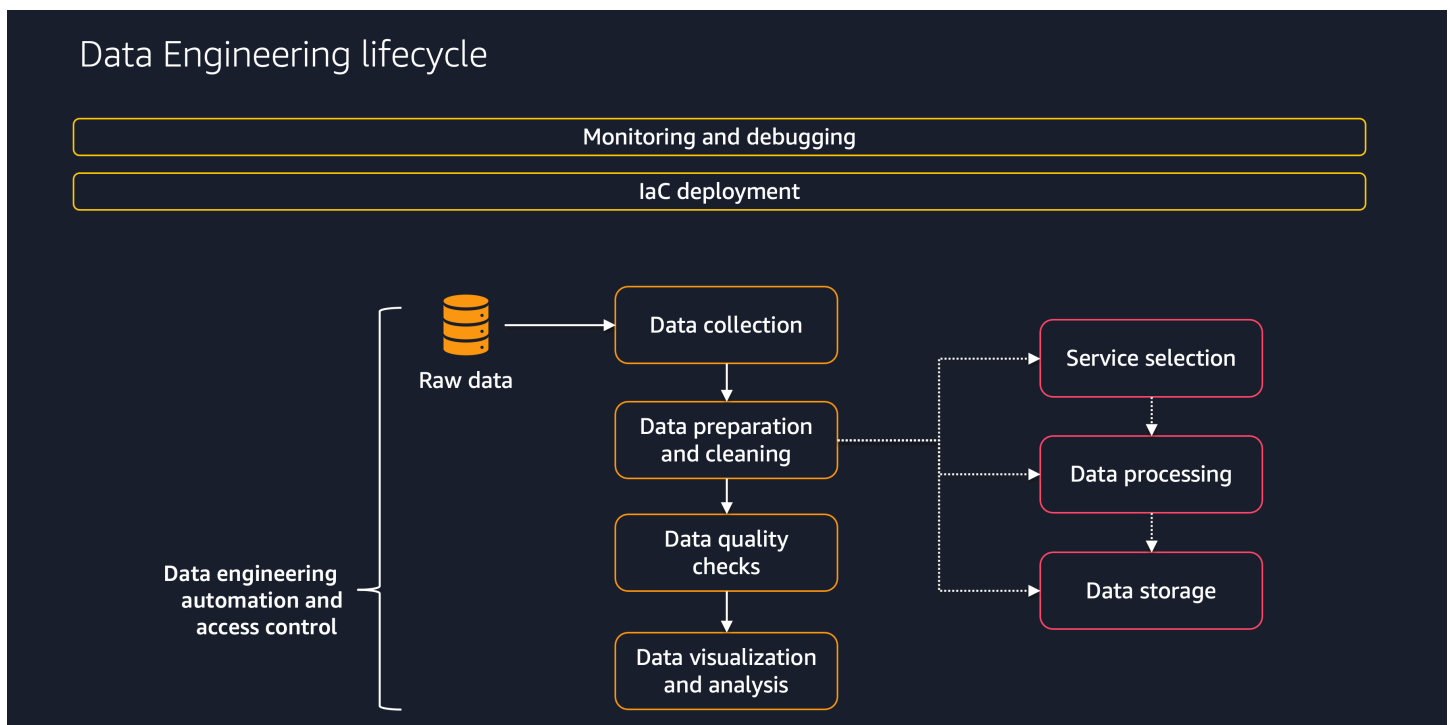 Data Engineering lifecycle
Monitoring and debugging
IaC deployment
Raw data
Data collection
Data preparation
and cleaning
Data quality
checks
Data visualization
and analysis
Service selection
Data processing
Data storage
Data engineering
automation and
access control